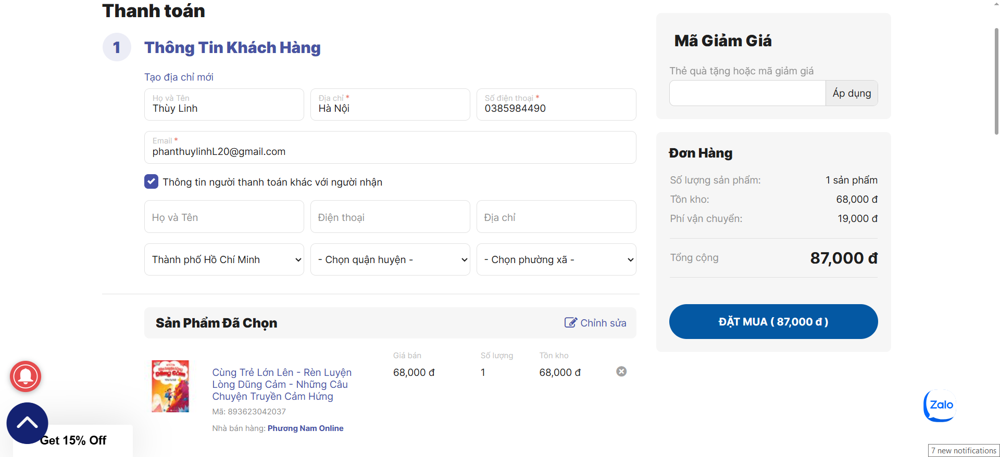 Thanh toán
1
Thông Tin Khách Hàng
Tạo địa chỉ mới
Họ và Tên
Thùy Linh
Địa chỉ *
Hà Nội
Số điện thoại *
0385984490
Email *
phanthuylinhL20@gmail.com
Thông tin người thanh toán khác với người nhận
Họ và Tên
Điện thoại
Địa chỉ
Thành phố Hồ Chí Minh
- Chọn quận huyện -
- Chọn phường xã -
Sản Phẩm Đã Chọn
Chỉnh sửa
Giá bán
Số lượng
Tồn kho
Cùng Trẻ Lớn Lên - Rèn Luyện
Lòng Dũng Cảm - Những Câu
Chuyện Truyền Cảm Hứng
68,000 đ
1
68,000 đ
Mã: 893623042037
Nhà bán hàng: Phương Nam Online
Mã Giảm Giá
Thẻ quà tặng hoặc mã giảm giá
Áp dụng
Đơn Hàng
Số lượng sản phẩm: 1 sản phẩm
Tồn kho: 68,000 đ
Phí vận chuyển: 19,000 đ
Tổng cộng 87,000 đ
ĐẶT MUA ( 87,000 đ )
Dũng Cảm
Get 15% Off
Zalo
7 new notifications